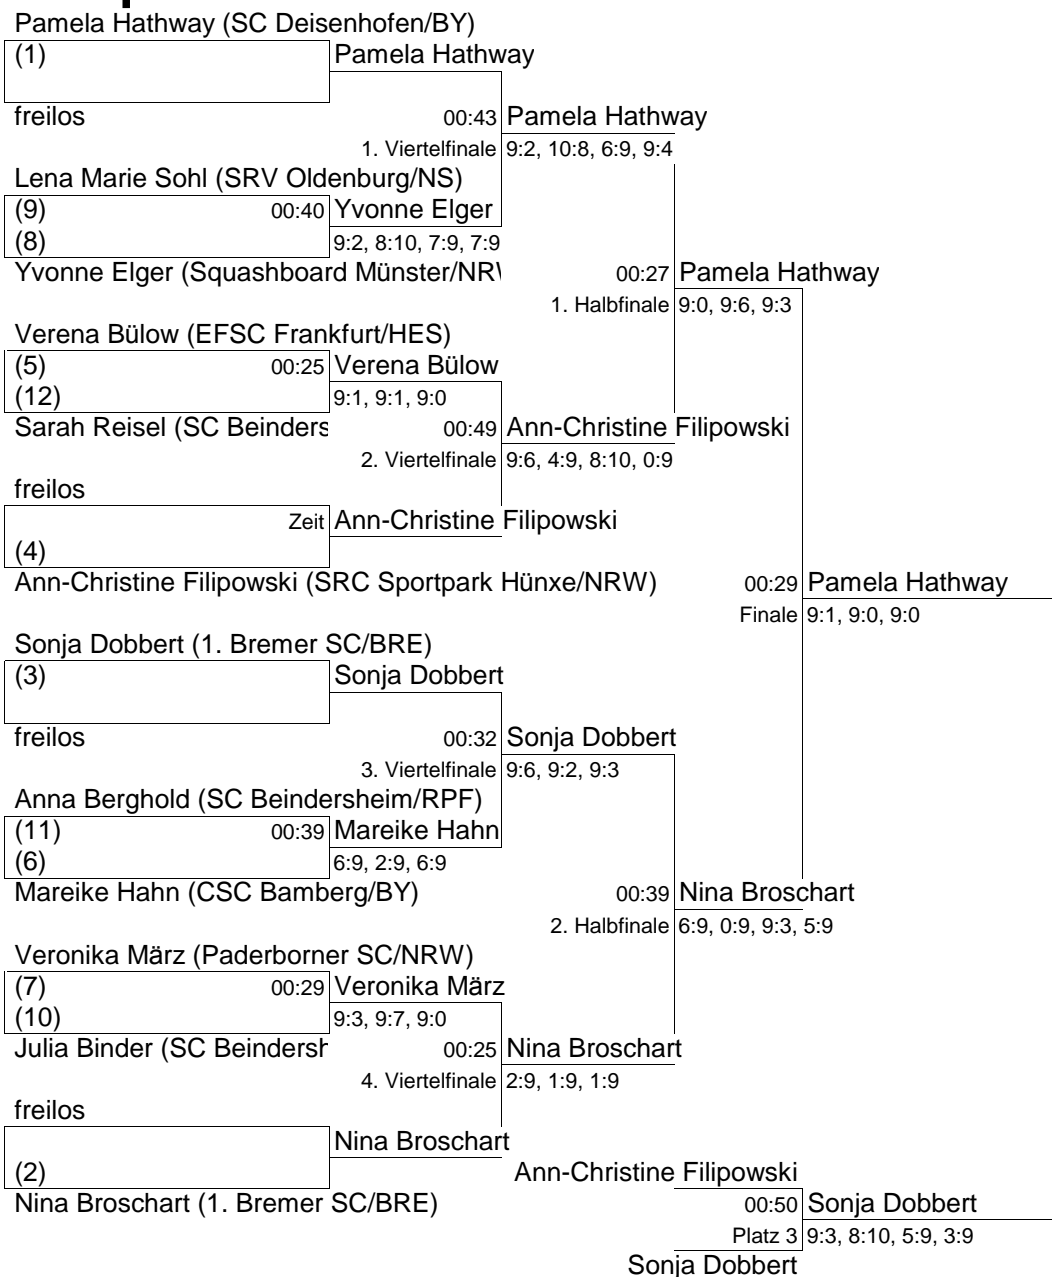 Pamela Hathway (SC Deisenhofen/BY)
(1) Pamela Hathway
freilos 00:43 Pamela Hathway
1. Viertelfinale 9:2, 10:8, 6:9, 9:4
Lena Marie Sohl (SRV Oldenburg/NS)
(9) 00:40 Yvonne Elger
(8) 9:2, 8:10, 7:9, 7:9
Yvonne Elger (Squashboard Münster/NRW 00:27 Pamela Hathway
1. Halbfinale 9:0, 9:6, 9:3
Verena Bülow (EFSC Frankfurt/HES)
(5) 00:25 Verena Bülow
(12) 9:1, 9:1, 9:0
Sarah Reisel (SC Beinders 00:49 Ann-Christine Filipowski
2. Viertelfinale 9:6, 4:9, 8:10, 0:9
freilos
Zeit Ann-Christine Filipowski
(4)
Ann-Christine Filipowski (SRC Sportpark Hünxe/NRW) 00:29 Pamela Hathway
Finale 9:1, 9:0, 9:0
Sonja Dobbert (1. Bremer SC/BRE)
(3) Sonja Dobbert
freilos 00:32 Sonja Dobbert
3. Viertelfinale 9:6, 9:2, 9:3
Anna Berghold (SC Beindersheim/RPF)
(11) 00:39 Mareike Hahn
(6) 6:9, 2:9, 6:9
Mareike Hahn (CSC Bamberg/BY) 00:39 Nina Broschart
2. Halbfinale 6:9, 0:9, 9:3, 5:9
Veronika März (Paderborner SC/NRW)
(7) 00:29 Veronika März
(10) 9:3, 9:7, 9:0
Julia Binder (SC Beindersh 00:25 Nina Broschart
4. Viertelfinale 2:9, 1:9, 1:9
freilos
Nina Broschart
(2) Ann-Christine Filipowski
Nina Broschart (1. Bremer SC/BRE) 00:50 Sonja Dobbert
Platz 3 9:3, 8:10, 5:9, 3:9
Sonja Dobbert